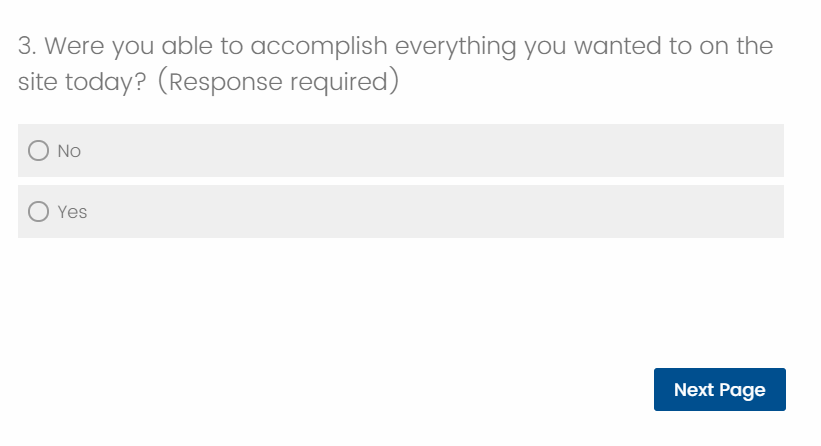 3. Were you able to accomplish everything you wanted to on the
site today? (Response required)
No
Yes
Next Page